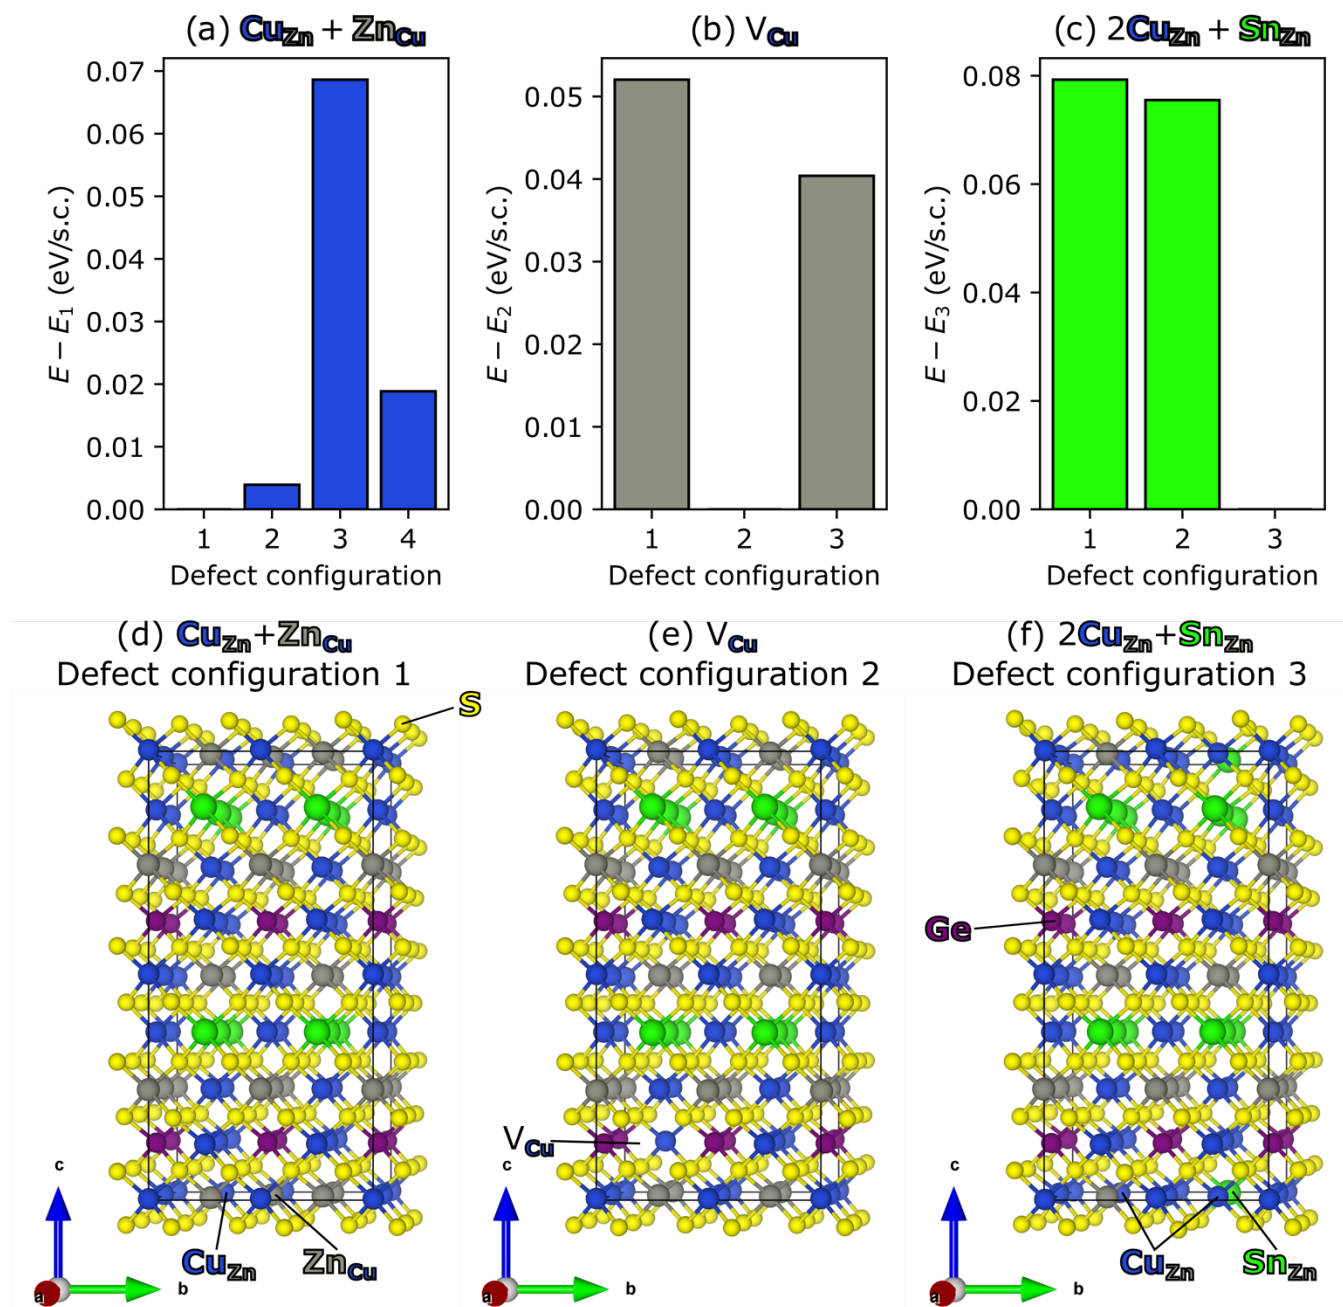 (a) CuZn + ZnCu
0.07
0.06
0.05
0.04
0.03
0.02
0.01
0.00
E − E1 (eV/s.c.)
1 2 3 4
Defect configuration
(b) VCu
0.05
0.04
0.03
0.02
0.01
0.00
E − E2 (eV/s.c.)
1 2 3
Defect configuration
(c) 2CuZn + SnZn
0.08
0.06
0.04
0.02
0.00
E − E3 (eV/s.c.)
1 2 3
Defect configuration
(d) CuZn+ZnCu
Defect configuration 1
S
c
a
b
CuZn
ZnCu
(e) VCu
Defect configuration 2
VCu
c
a
b
(f) 2CuZn+SnZn
Defect configuration 3
Ge
c
a
b
CuZn
SnZn